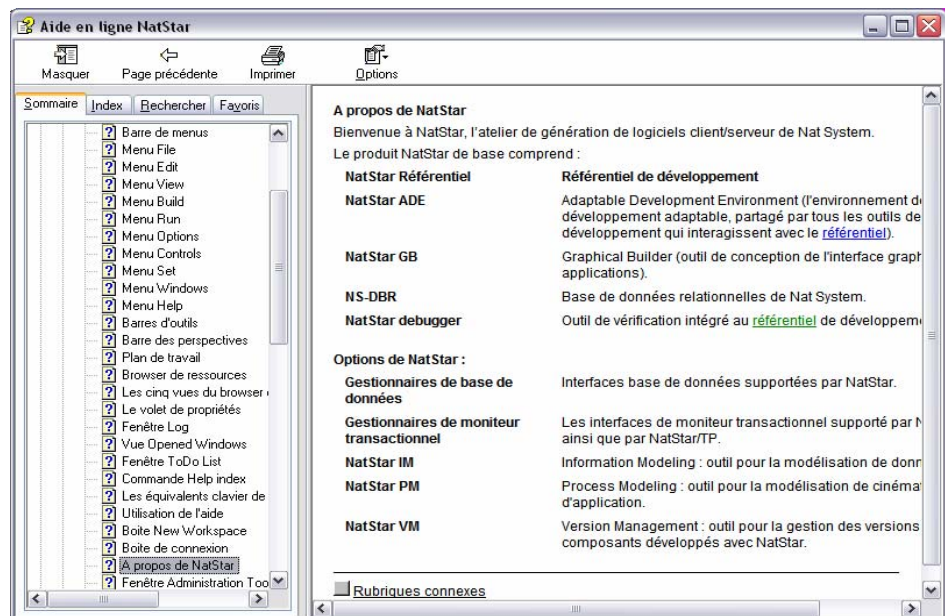 Aide en ligne NatStar
Masquer
Page précédente
Imprimer
Options
Sommaire
Index
Rechercher
Favoris
Barre de menus
Menu File
Menu Edit
Menu View
Menu Build
Menu Run
Menu Options
Menu Controls
Menu Set
Menu Windows
Menu Help
Barres d'outils
Barre des perspectives
Plan de travail
Browser de ressources
Les cinq vues du browser
Le volet de propriétés
Fenêtre Log
Vue Opened Windows
Fenêtre ToDo List
Commande Help index
Les équivalents clavier de
Utilisation de l'aide
Boite New Workspace
Boite de connexion
A propos de NatStar
Fenêtre Administration Too
A propos de NatStar
Bienvenue à NatStar, l'atelier de génération de logiciels client/serveur de Nat System.
Le produit NatStar de base comprend :
NatStar Référentiel
Référentiel de développement
NatStar ADE
Adaptable Development Environment (l'environnement d
développement adaptable, partagé par tous les outils de
développement qui interagissent avec le référentiel).
NatStar GB
Graphical Builder (outil de conception de l'interface grap
applications).
NS-DBR
Base de données relationnelles de Nat System.
NatStar debugger
Outil de vérification intégré au référentiel de développem
Options de NatStar :
Gestionnaires de base de
données
Interfaces base de données supportées par NatStar.
Gestionnaires de moniteur
transactionnel
Les interfaces de moniteur transactionnel supporté par N
ainsi que par NatStar/TP.
NatStar IM
Information Modeling : outil pour la modélisation de donn
NatStar PM
Process Modeling : outil pour la modélisation de cinéma
d'application.
NatStar VM
Version Management : outil pour la gestion des versions
composants développés avec NatStar.
Rubriques connexes